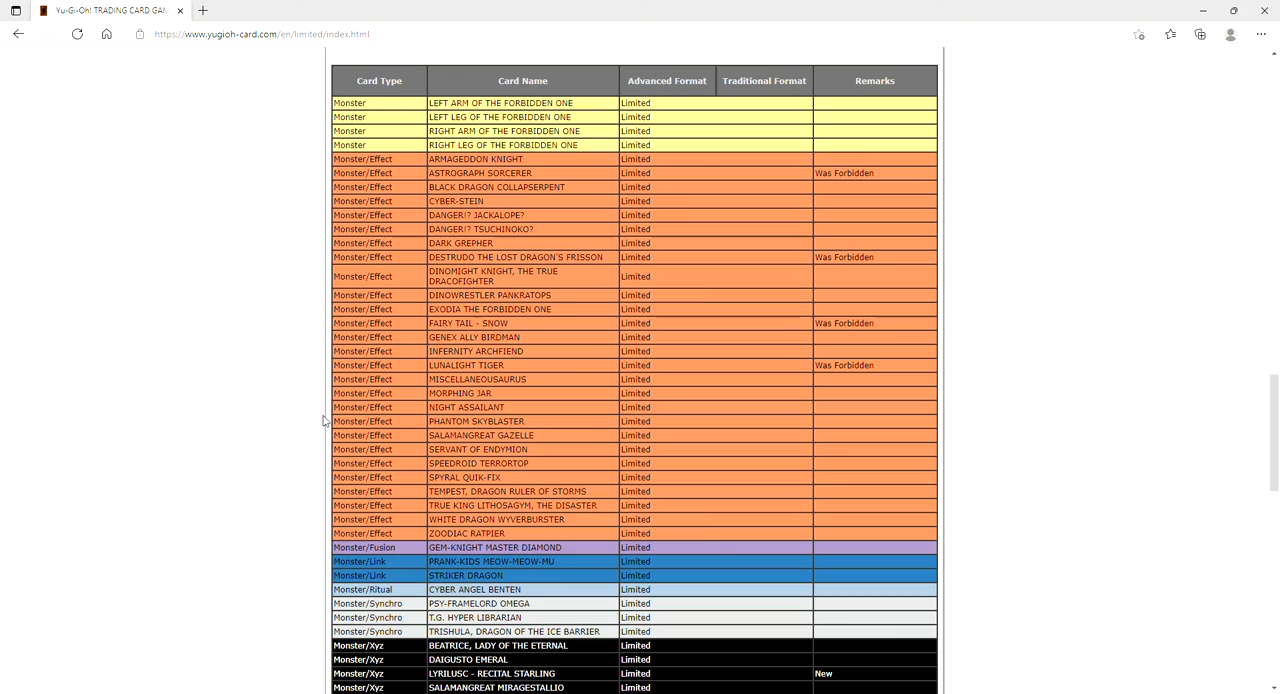 Yu-Gi-Oh! TRADING CARD GAM
https://www.yugioh-card.com/en/limited/index.html
Card Type Card Name Advanced Format Traditional Format Remarks
Monster LEFT ARM OF THE FORBIDDEN ONE Limited
Monster LEFT LEG OF THE FORBIDDEN ONE Limited
Monster RIGHT ARM OF THE FORBIDDEN ONE Limited
Monster RIGHT LEG OF THE FORBIDDEN ONE Limited
Monster/Effect ARMAGEDDON KNIGHT Limited
Monster/Effect ASTROGRAPH SORCERER Limited Was Forbidden
Monster/Effect BLACK DRAGON COLLAPSERPENT Limited
Monster/Effect CYBER-STEIN Limited
Monster/Effect DANGER!? JACKALOPE? Limited
Monster/Effect DANGER!? TSUCHINOKO? Limited
Monster/Effect DARK GREPHER Limited
Monster/Effect DESTRUDO THE LOST DRAGON'S FRISSON Limited Was Forbidden
Monster/Effect DINOMIGHT KNIGHT, THE TRUE
DRACOFIGHTER Limited
Monster/Effect DINOWRESTLER PANKRATOPS Limited
Monster/Effect EXODIA THE FORBIDDEN ONE Limited
Monster/Effect FAIRY TAIL - SNOW Limited Was Forbidden
Monster/Effect GENEX ALLY BIRDMAN Limited
Monster/Effect INFERNITY ARCHFIEND Limited
Monster/Effect LUNALIGHT TIGER Limited Was Forbidden
Monster/Effect MISCELLANEOUSAURUS Limited
Monster/Effect MORPHING JAR Limited
Monster/Effect NIGHT ASSAILANT Limited
Monster/Effect PHANTOM SKYBLASTER Limited
Monster/Effect SALAMANGREAT GAZELLE Limited
Monster/Effect SERVANT OF ENDYMION Limited
Monster/Effect SPEEDROID TERRORTOP Limited
Monster/Effect SPYRAL QUIK-FIX Limited
Monster/Effect TEMPEST, DRAGON RULER OF STORMS Limited
Monster/Effect TRUE KING LITHOSAGYM, THE DISASTER Limited
Monster/Effect WHITE DRAGON WYVERBURSTER Limited
Monster/Effect ZOODIAC RATPIER Limited
Monster/Fusion GEM-KNIGHT MASTER DIAMOND Limited
Monster/Link PRANK-KIDS MEOW-MEOW-MU Limited
Monster/Link STRIKER DRAGON Limited
Monster/Ritual CYBER ANGEL BENTEN Limited
Monster/Synchro PSY-FRAMELORD OMEGA Limited
Monster/Synchro T.G. HYPER LIBRARIAN Limited
Monster/Synchro TRISHULA, DRAGON OF THE ICE BARRIER Limited
Monster/Xyz BEATRICE, LADY OF THE ETERNAL Limited
Monster/Xyz DAIGUSTO EMERAL Limited
Monster/Xyz LYRILUSC - RECITAL STARLING Limited New
Monster/Xyz SALAMANGREAT MIRAGESTALLIO Limited